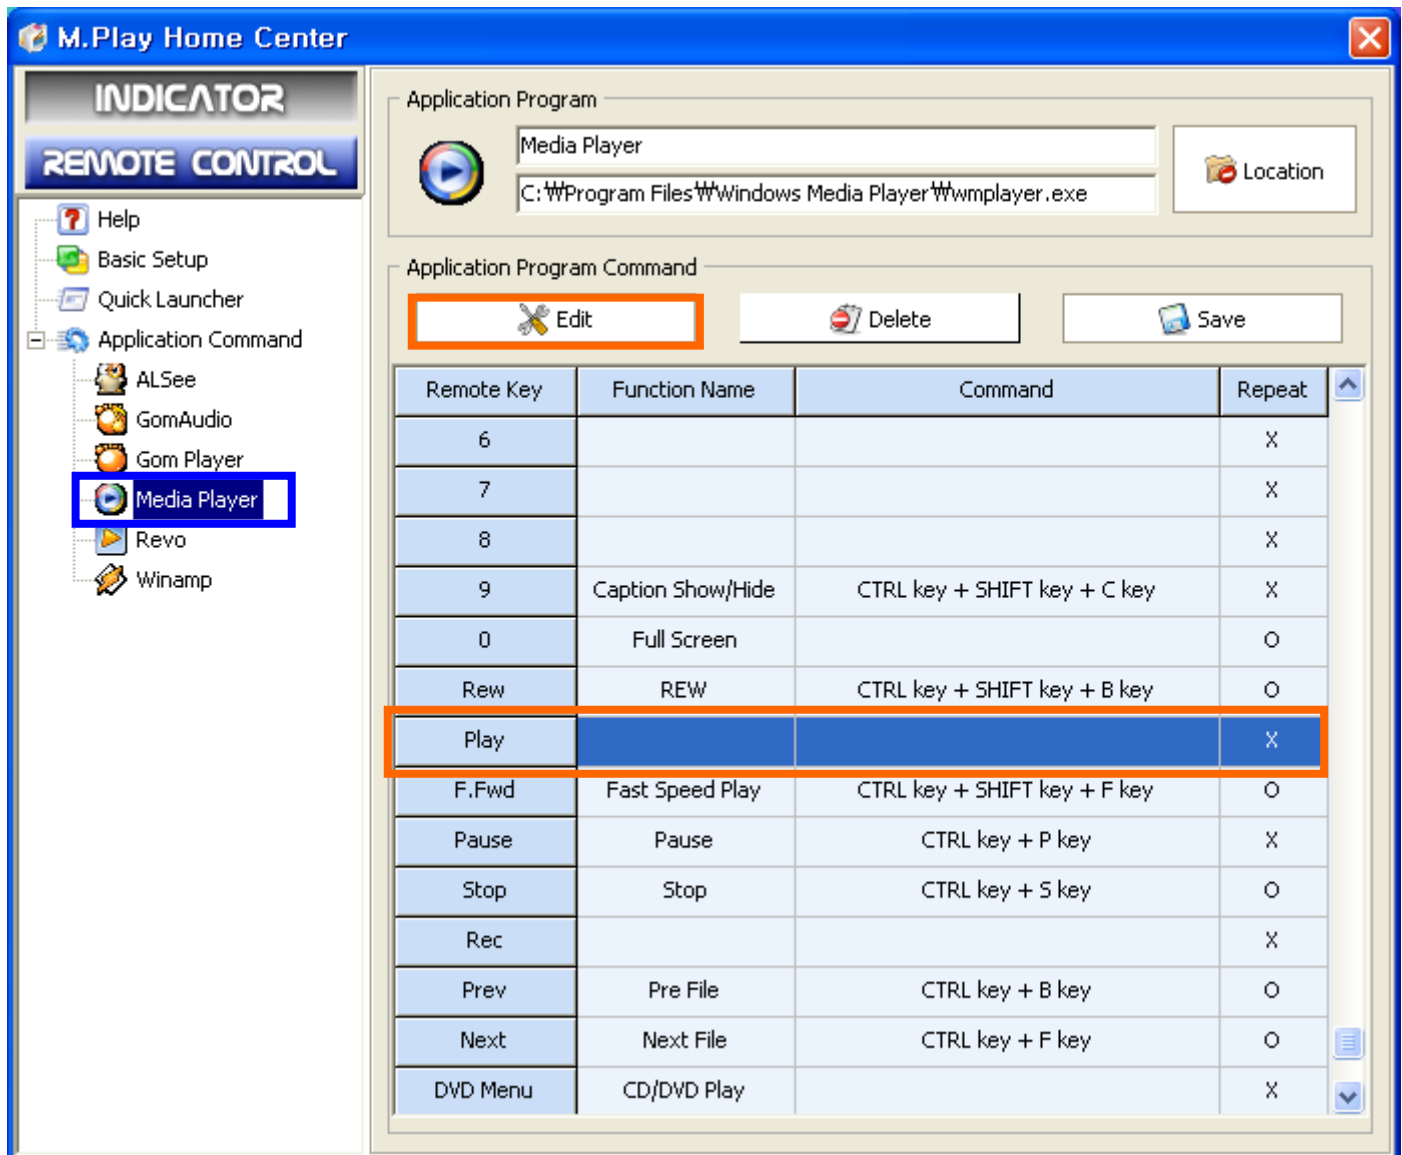 M.Play Home Center
INDICATOR
REMOTE CONTROL
Help
Basic Setup
Quick Launcher
Application Command
ALSee
GomAudio
Gom Player
Media Player
Revo
Winamp
Application Program
Media Player
C:₩Program Files₩Windows Media Player₩wmplayer.exe
Location
Application Program Command
Edit Delete Save
Remote Key Function Name Command Repeat
6 X
7 X
8 X
9 Caption Show/Hide CTRL key + SHIFT key + C key X
0 Full Screen O
Rew REW CTRL key + SHIFT key + B key O
Play X
F.Fwd Fast Speed Play CTRL key + SHIFT key + F key O
Pause Pause CTRL key + P key X
Stop Stop CTRL key + S key O
Rec X
Prev Pre File CTRL key + B key O
Next Next File CTRL key + F key O
DVD Menu CD/DVD Play X